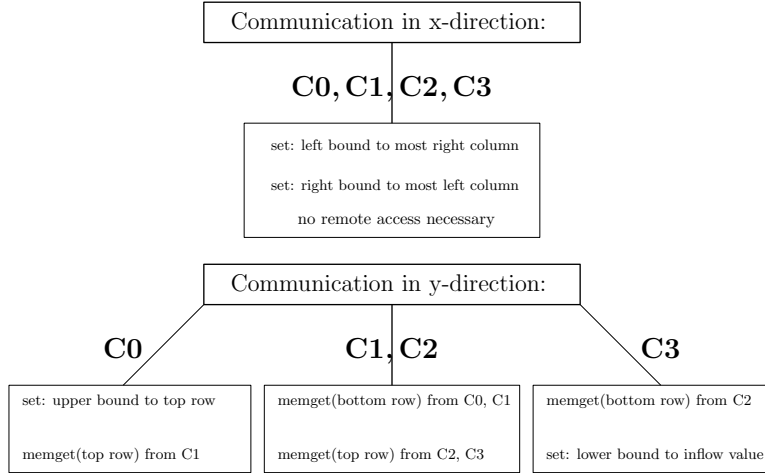 Communication in x-direction:
C0, C1, C2, C3
set: left bound to most right column
set: right bound to most left column
no remote access necessary
Communication in y-direction:
C0
C1, C2
C3
set: upper bound to top row
memget(top row) from C1
memget(bottom row) from C0, C1
memget(top row) from C2, C3
memget(bottom row) from C2
set: lower bound to inflow value